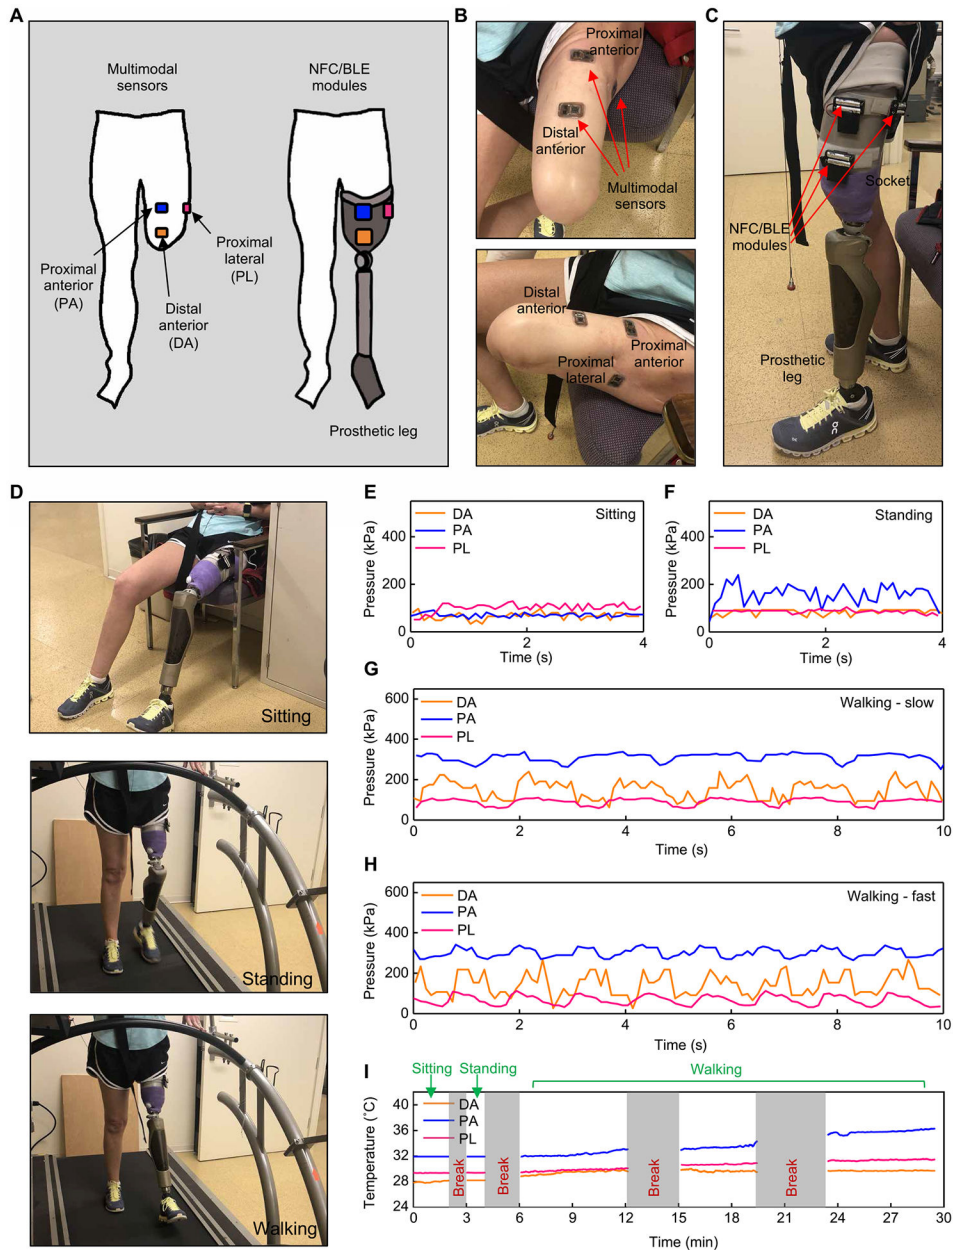 A
Multimodal
sensors
NFC/BLE
modules
Proximal
anterior
(PA)
Distal
anterior
(DA)
Proximal
lateral
(PL)
Prosthetic leg
B
Proximal
anterior
Distal
anterior
Multimodal
sensors
Distal
anterior
Proximal
anterior
Proximal
lateral
C
Socket
NFC/BLE
modules
Prosthetic
leg
D
Sitting
Standing
Walking
E
DA
PA
PL
Sitting
Pressure (kPa)
400
200
0
0 2 4
Time (s)
F
DA
PA
PL
Standing
Pressure (kPa)
400
200
0
0 2 4
Time (s)
G
DA
PA
PL
Walking - slow
Pressure (kPa)
600
400
200
0
0 2 4 6 8 10
Time (s)
H
DA
PA
PL
Walking - fast
Pressure (kPa)
600
400
200
0
0 2 4 6 8 10
Time (s)
I
Sitting Standing Walking
DA
PA
PL
Temperature (°C)
40
36
32
28
24
Break
Break
Break
Break
0 3 6 9 12 15 18 21 24 27 30
Time (min)